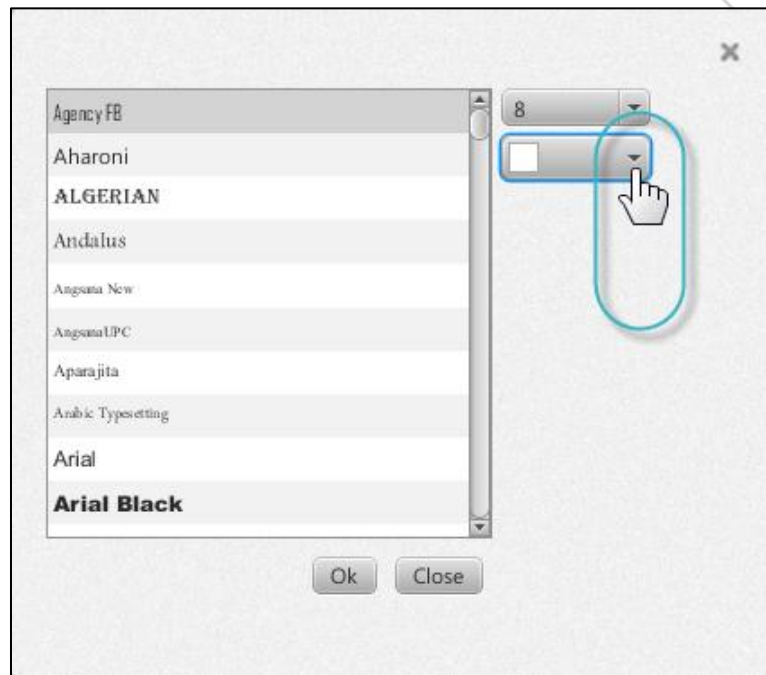 Agency FB
8
Aharoni
ALGERIAN
Andalus
Angsana New
AngsanaUPC
Aparajita
Arabic Typesetting
Arial
Arial Black
Ok
Close